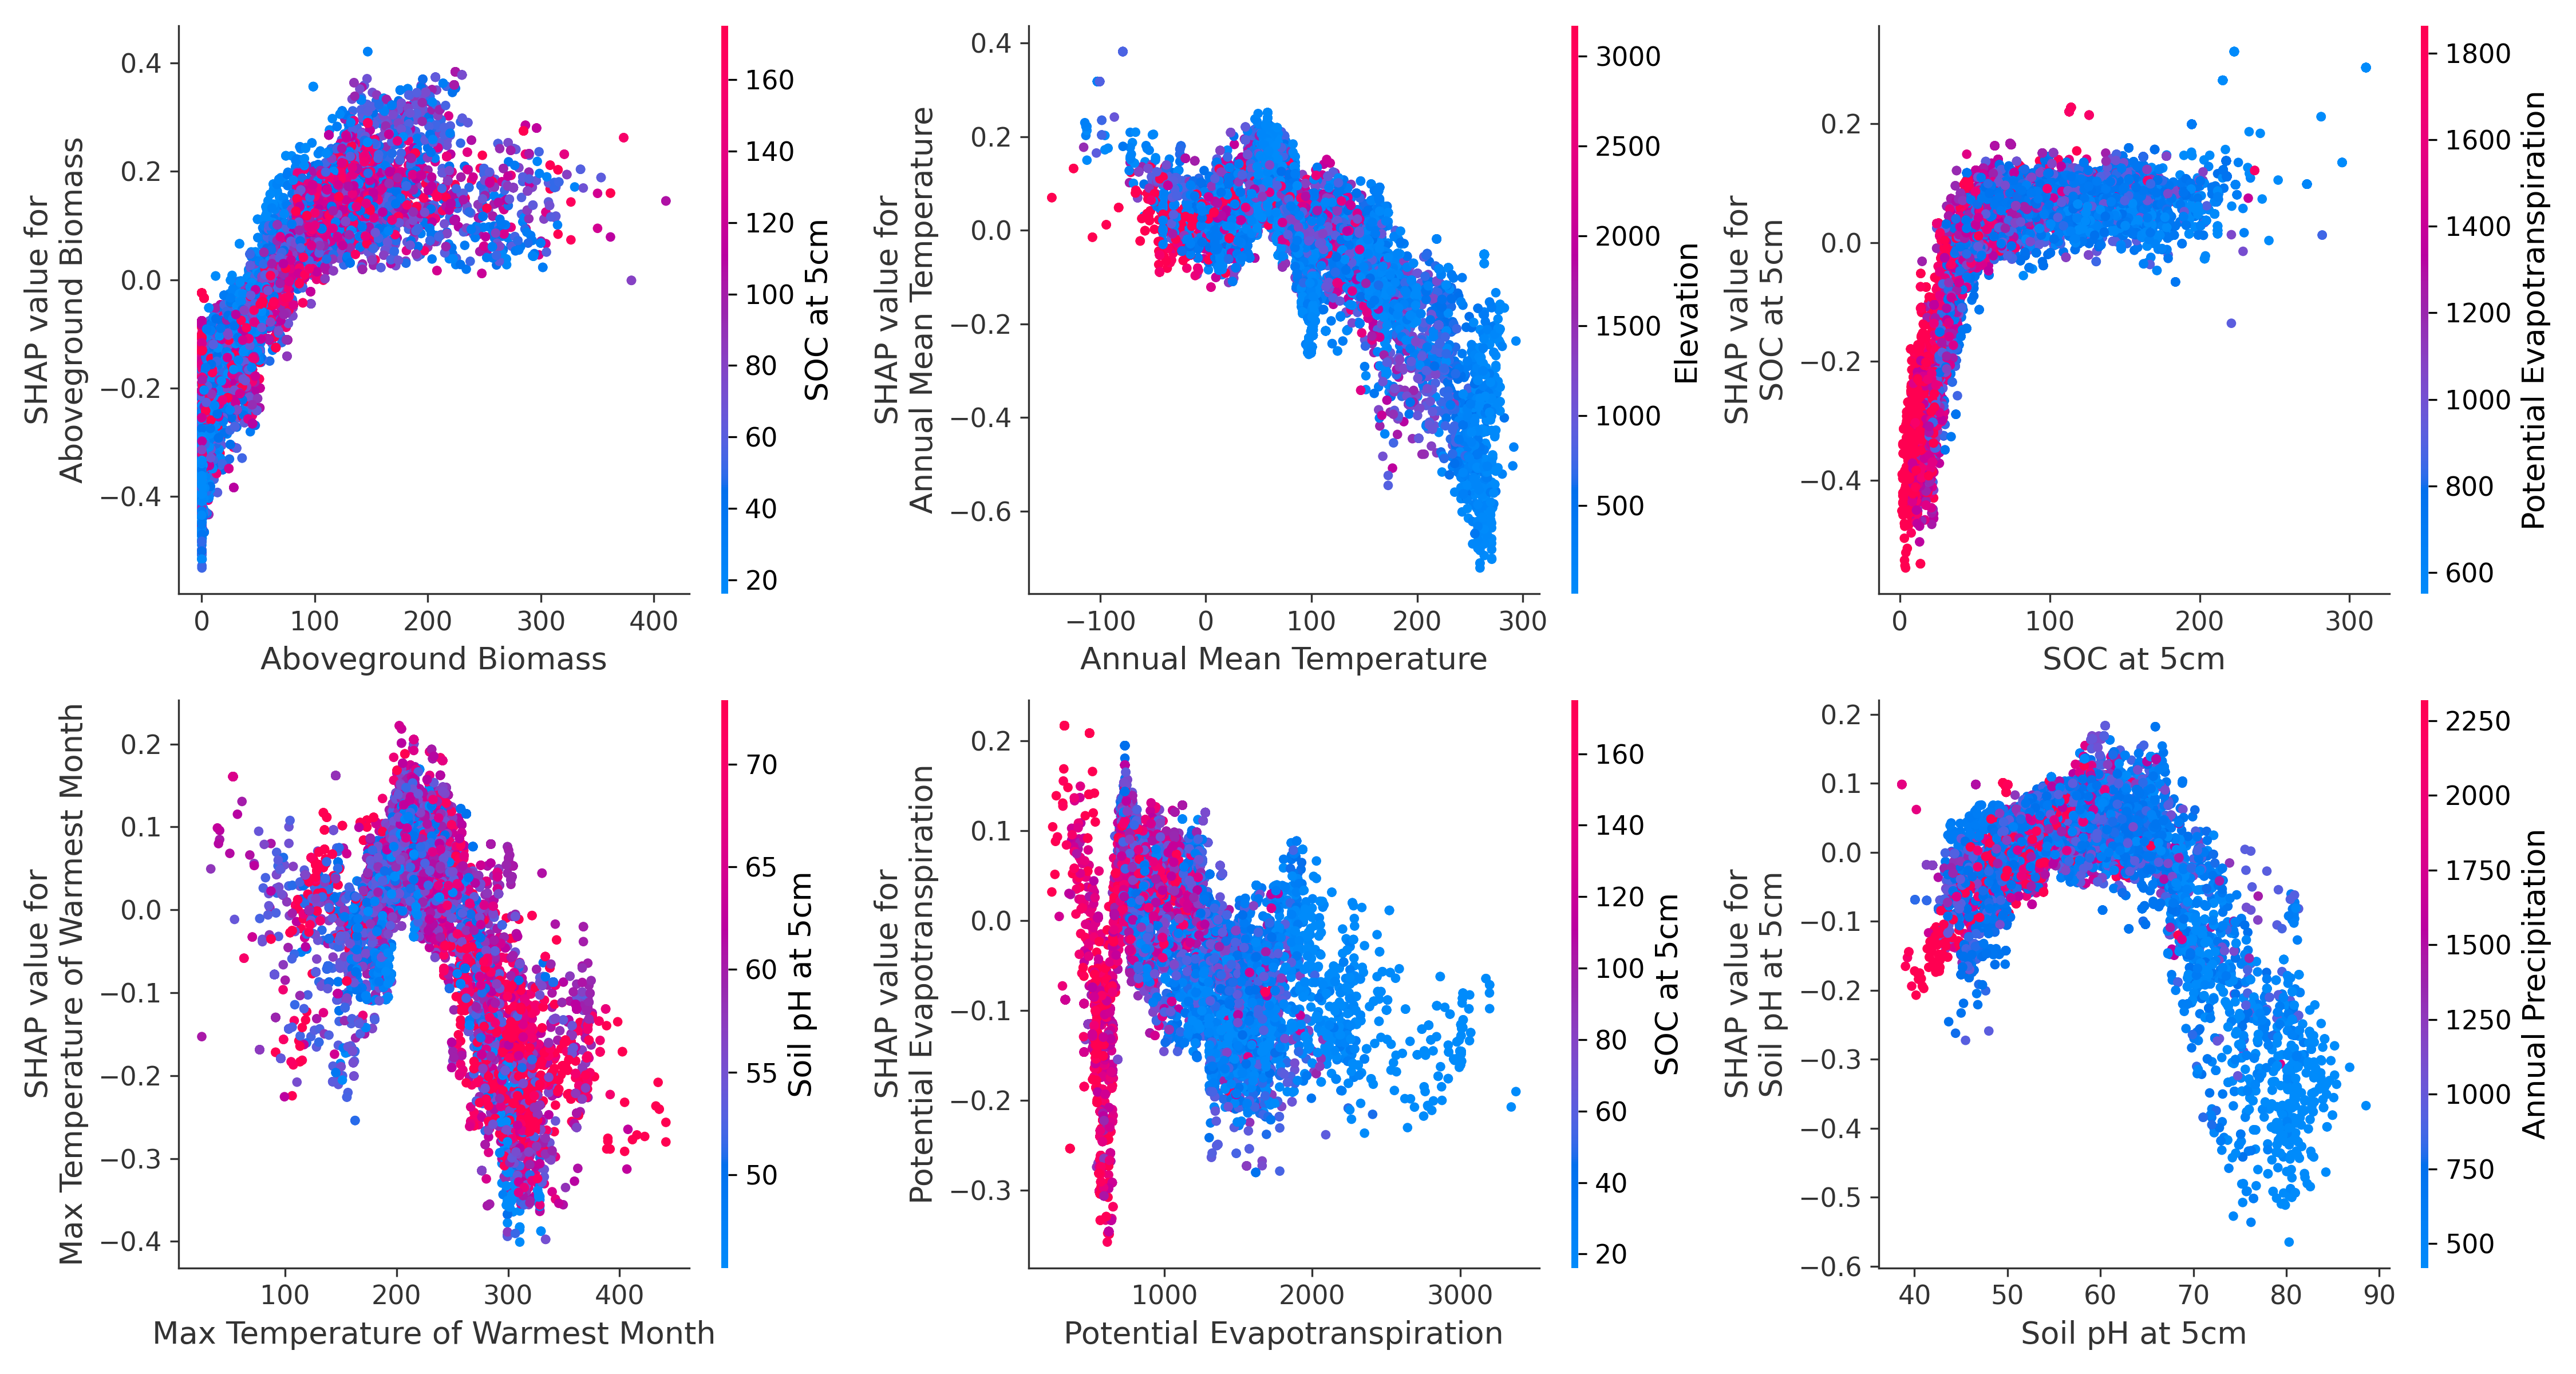 SHAP value for
Aboveground Biomass
0.4
0.2
0.0
−0.2
−0.4
0 100 200 300 400
Aboveground Biomass
160
140
120
100
80
60
40
20
SOC at 5cm
SHAP value for
Annual Mean Temperature
0.4
0.2
0.0
−0.2
−0.4
−0.6
−100 0 100 200 300
Annual Mean Temperature
3000
2500
2000
1500
1000
500
Elevation
SHAP value for
SOC at 5cm
0.2
0.0
−0.2
−0.4
0 100 200 300
SOC at 5cm
1800
1600
1400
1200
1000
800
600
Potential Evapotranspiration
SHAP value for
Max Temperature of Warmest Month
0.2
0.1
0.0
−0.1
−0.2
−0.3
−0.4
100 200 300 400
Max Temperature of Warmest Month
70
65
60
55
50
Soil pH at 5cm
SHAP value for
Potential Evapotranspiration
0.2
0.1
0.0
−0.1
−0.2
−0.3
1000 2000 3000
Potential Evapotranspiration
160
140
120
100
80
60
40
20
SOC at 5cm
SHAP value for
Soil pH at 5cm
0.2
0.1
0.0
−0.1
−0.2
−0.3
−0.4
−0.5
−0.6
40 50 60 70 80 90
Soil pH at 5cm
2250
2000
1750
1500
1250
1000
750
500
Annual Precipitation